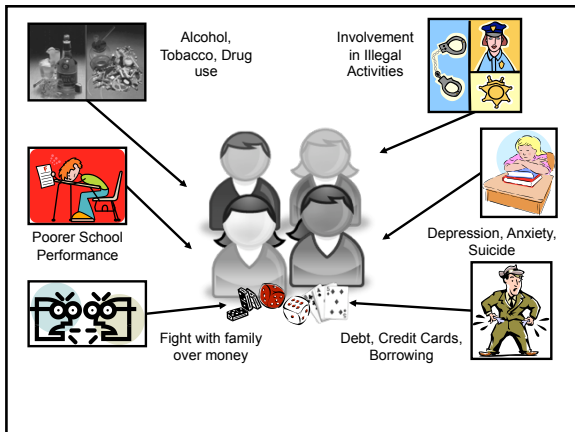 Alcohol,
Tobacco, Drug
use
Involvement
in Illegal
Activities
Poorer School
Performance
Depression, Anxiety,
Suicide
Fight with family
over money
Debt, Credit Cards,
Borrowing